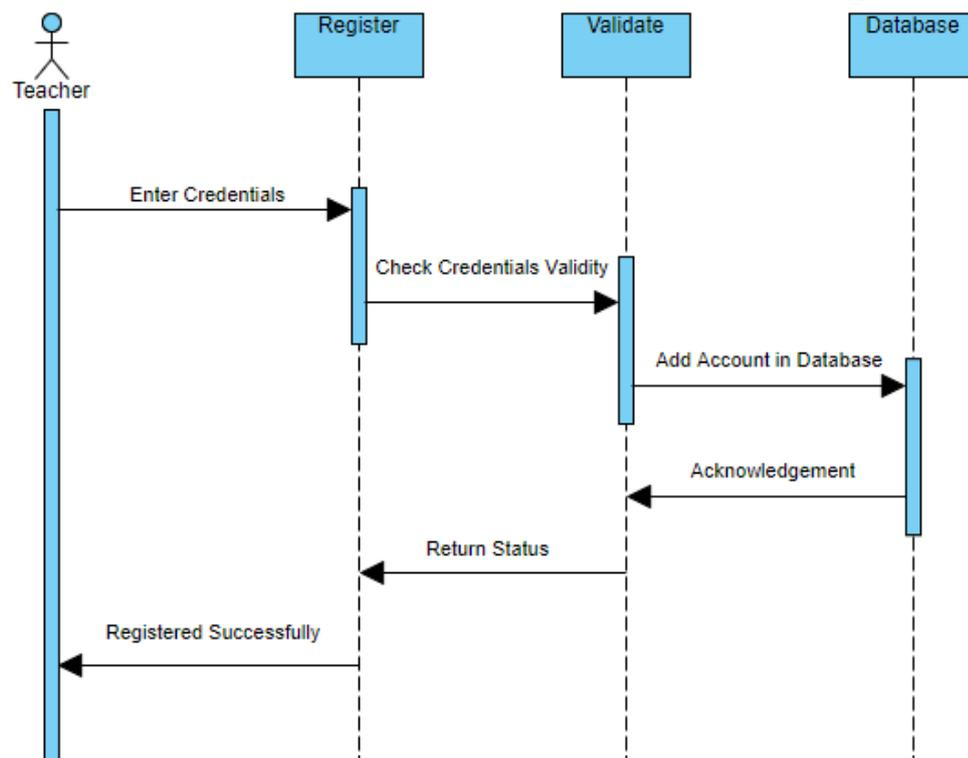 Register
Validate
Database
Teacher
Enter Credentials
Check Credentials Validity
Add Account in Database
Acknowledgement
Return Status
Registered Successfully